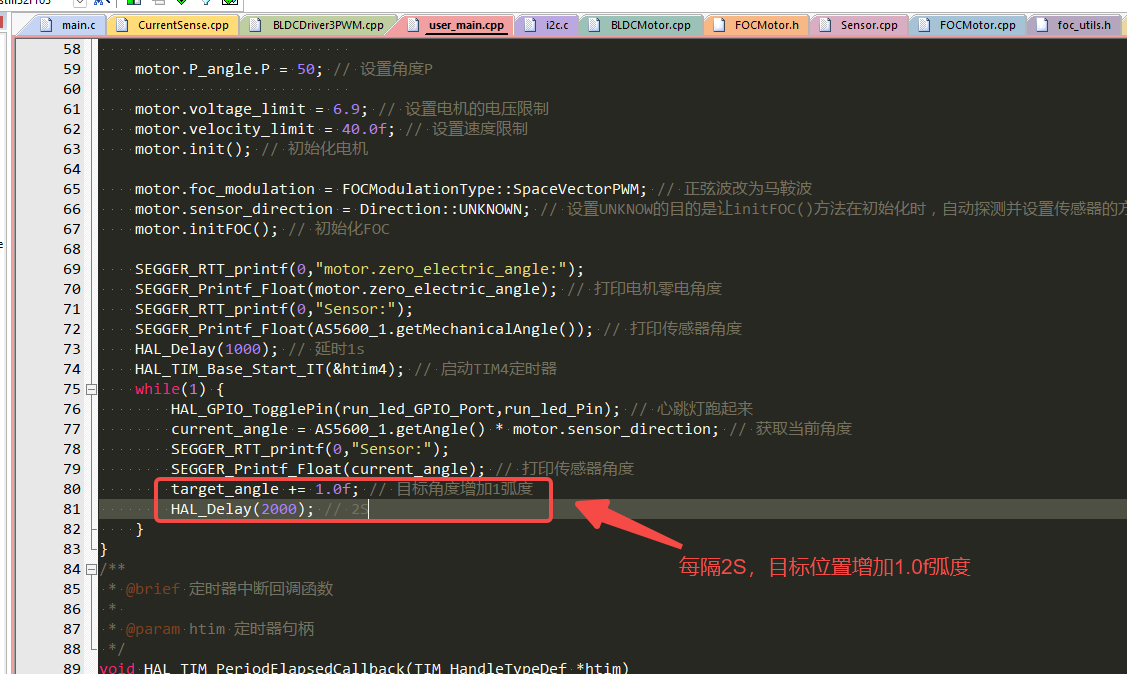 main.c CurrentSense.cpp BLDCDriver3PWM.cpp user_main.cpp i2c.c BLDCMotor.cpp FOCMotor.h Sensor.cpp FOCMotor.cpp foc_utils.h
58
59 motor.P_angle.P = 50; // 设置角度P
60
61 motor.voltage_limit = 6.9; // 设置电机的电压限制
62 motor.velocity_limit = 40.0f; // 设置速度限制
63 motor.init(); // 初始化电机
64
65 motor.foc_modulation = FOCModulationType::SpaceVectorPWM; // 正弦波改为马鞍波
66 motor.sensor_direction = Direction::UNKNOWN; // 设置UNKNOW的目的是让initFOC()方法在初始化时，自动探测并设置传感器的方
67 motor.initFOC(); // 初始化FOC
68
69 SEGGER_RTT_printf(0,"motor.zero_electric_angle:");
70 SEGGER_Printf_Float(motor.zero_electric_angle); // 打印电机零电角度
71 SEGGER_RTT_printf(0,"Sensor:");
72 SEGGER_Printf_Float(AS5600_1.getMechanicalAngle()); // 打印传感器角度
73 HAL_Delay(1000); // 延时1s
74 HAL_TIM_Base_Start_IT(&htim4); // 启动TIM4定时器
75 while(1) {
76 HAL_GPIO_TogglePin(run_led_GPIO_Port,run_led_Pin); // 心跳灯跑起来
77 current_angle = AS5600_1.getAngle() * motor.sensor_direction; // 获取当前角度
78 SEGGER_RTT_printf(0,"Sensor:");
79 SEGGER_Printf_Float(current_angle); // 打印传感器角度
80 target_angle += 1.0f; // 目标角度增加1弧度
81 HAL_Delay(2000); // 2S
82 }
每隔2S，目标位置增加1.0f弧度
83 }
84 /**
85 * @brief 定时器中断回调函数
86 *
87 * @param htim 定时器句柄
88 */
89 void HAL_TIM_PeriodElapsedCallback(TIM_HandleTypeDef *htim)